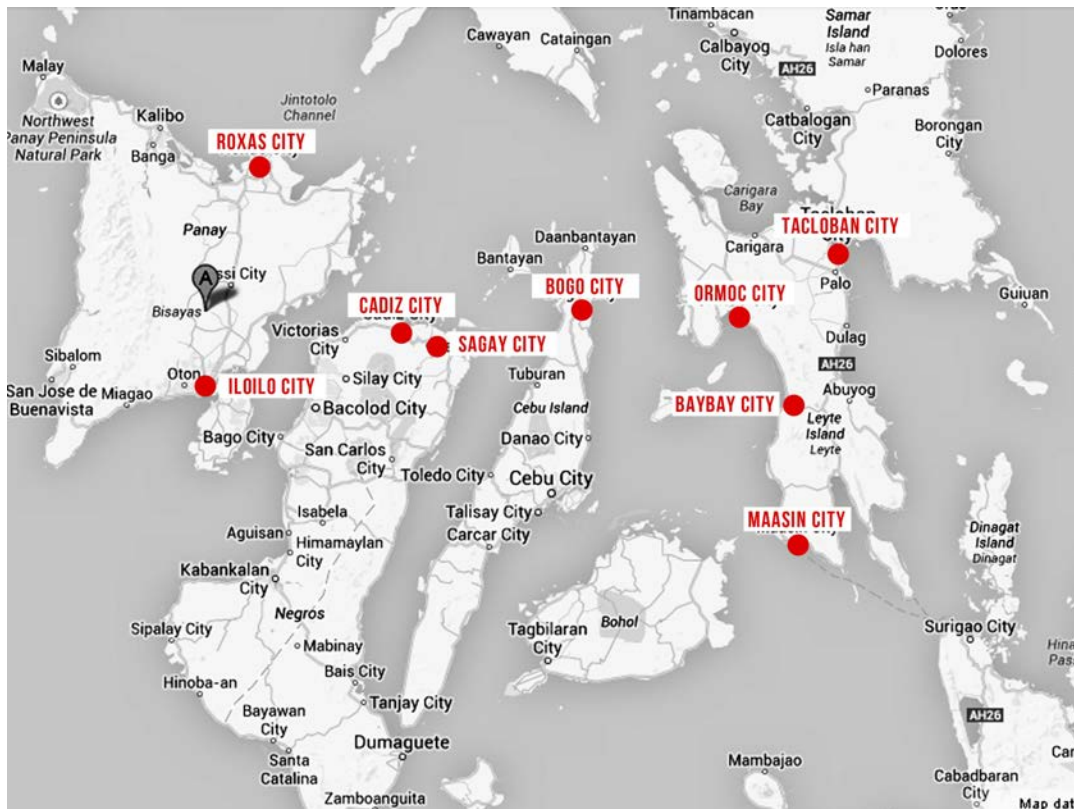 Tinambacan
Samar
Island
Isla han
Samar
Cawayan
Cataingan
Calbayog
City
Dolores
AH26
Malay
Paranas
Jintotolo
Channel
Kalibo
Northwest
Panay Peninsula
Natural Park
Catbalogan
City
Borongan
City
Banga
ROXAS CITY
Carigara
Bay
Panay
TACLOBAN CITY
Daanbantayan
Carigara
Bantayan
ssi City
A
Palo
BOGO CITY
ORMOC CITY
Guiuan
CADIZ CITY
Bisayas
Victorias
City
SAGAY CITY
Dulag
Sibalom
AH26
Oton
ILOILO CITY
Silay City
Tuburan
San Jose de
Buenavista
Miagao
Abuyog
Bacolod City
Cebu Island
BAYBAY CITY
Leyte
Island
Leyte
Bago City
Danao City
San Carlos
City
Toledo City
Cebu City
Isabela
Talisay City
MAASIN CITY
Aguisan
Carcar City
Himamaylan
City
Dinagat
Island
Dinagat
Kabankalan
City
Negros
Bohol
Sipalay City
Tagbilaran
City
Surigao City
Mabinay
Hina
Pas
Bais City
Hinoba-an
Tanjay City
Bayawan
City
AH26
Dumaguete
Santa
Catalina
Mambajao
Car
Cabadbaran
City
Zamboanguita
Map dat